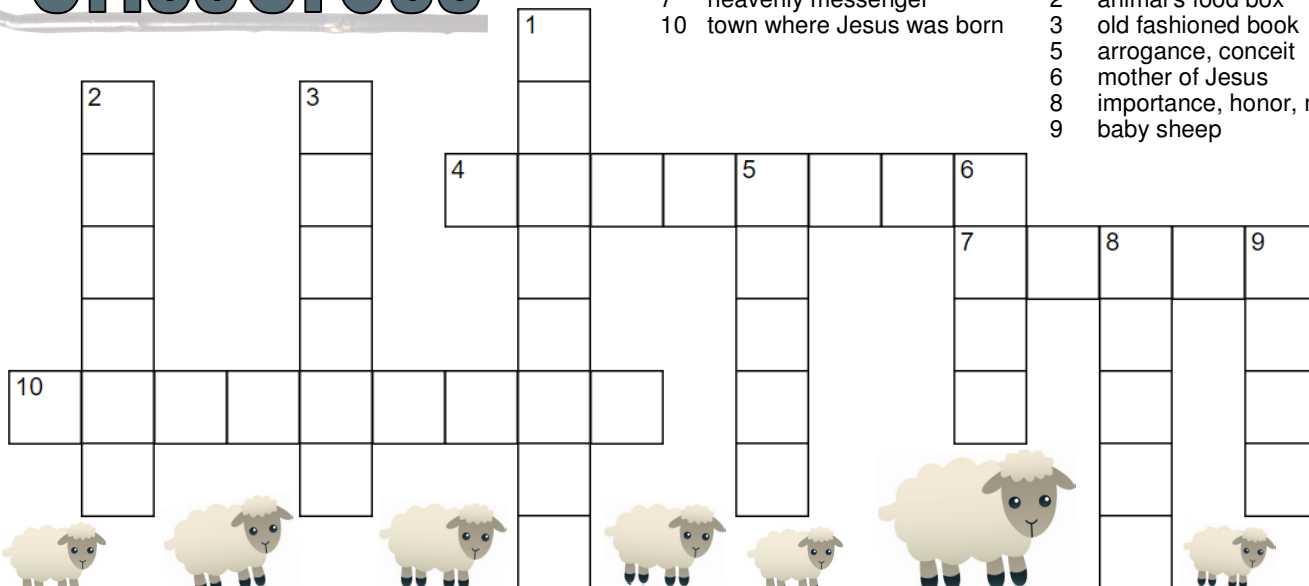 7 heavenly messenger
10 town where Jesus was born
2 animal's food box
3 old fashioned book
5 arrogance, conceit
6 mother of Jesus
8 importance, honor,
9 baby sheep
1
2
3
4
5
6
7
8
9
10